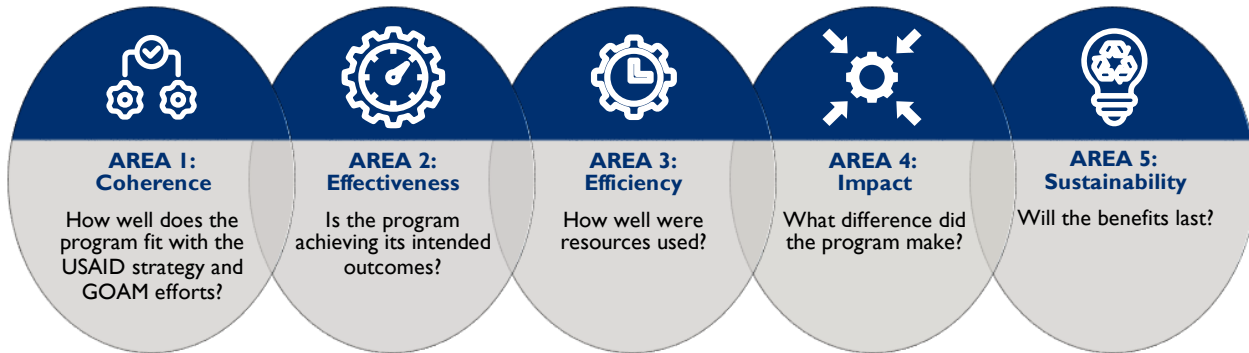 AREA 1:
Coherence
How well does the
program fit with the
USAID strategy and
GOAM efforts?
AREA 2:
Effectiveness
Is the program
achieving its intended
outcomes?
AREA 3:
Efficiency
How well were
resources used?
AREA 4:
Impact
What difference did
the program make?
AREA 5:
Sustainability
Will the benefits last?